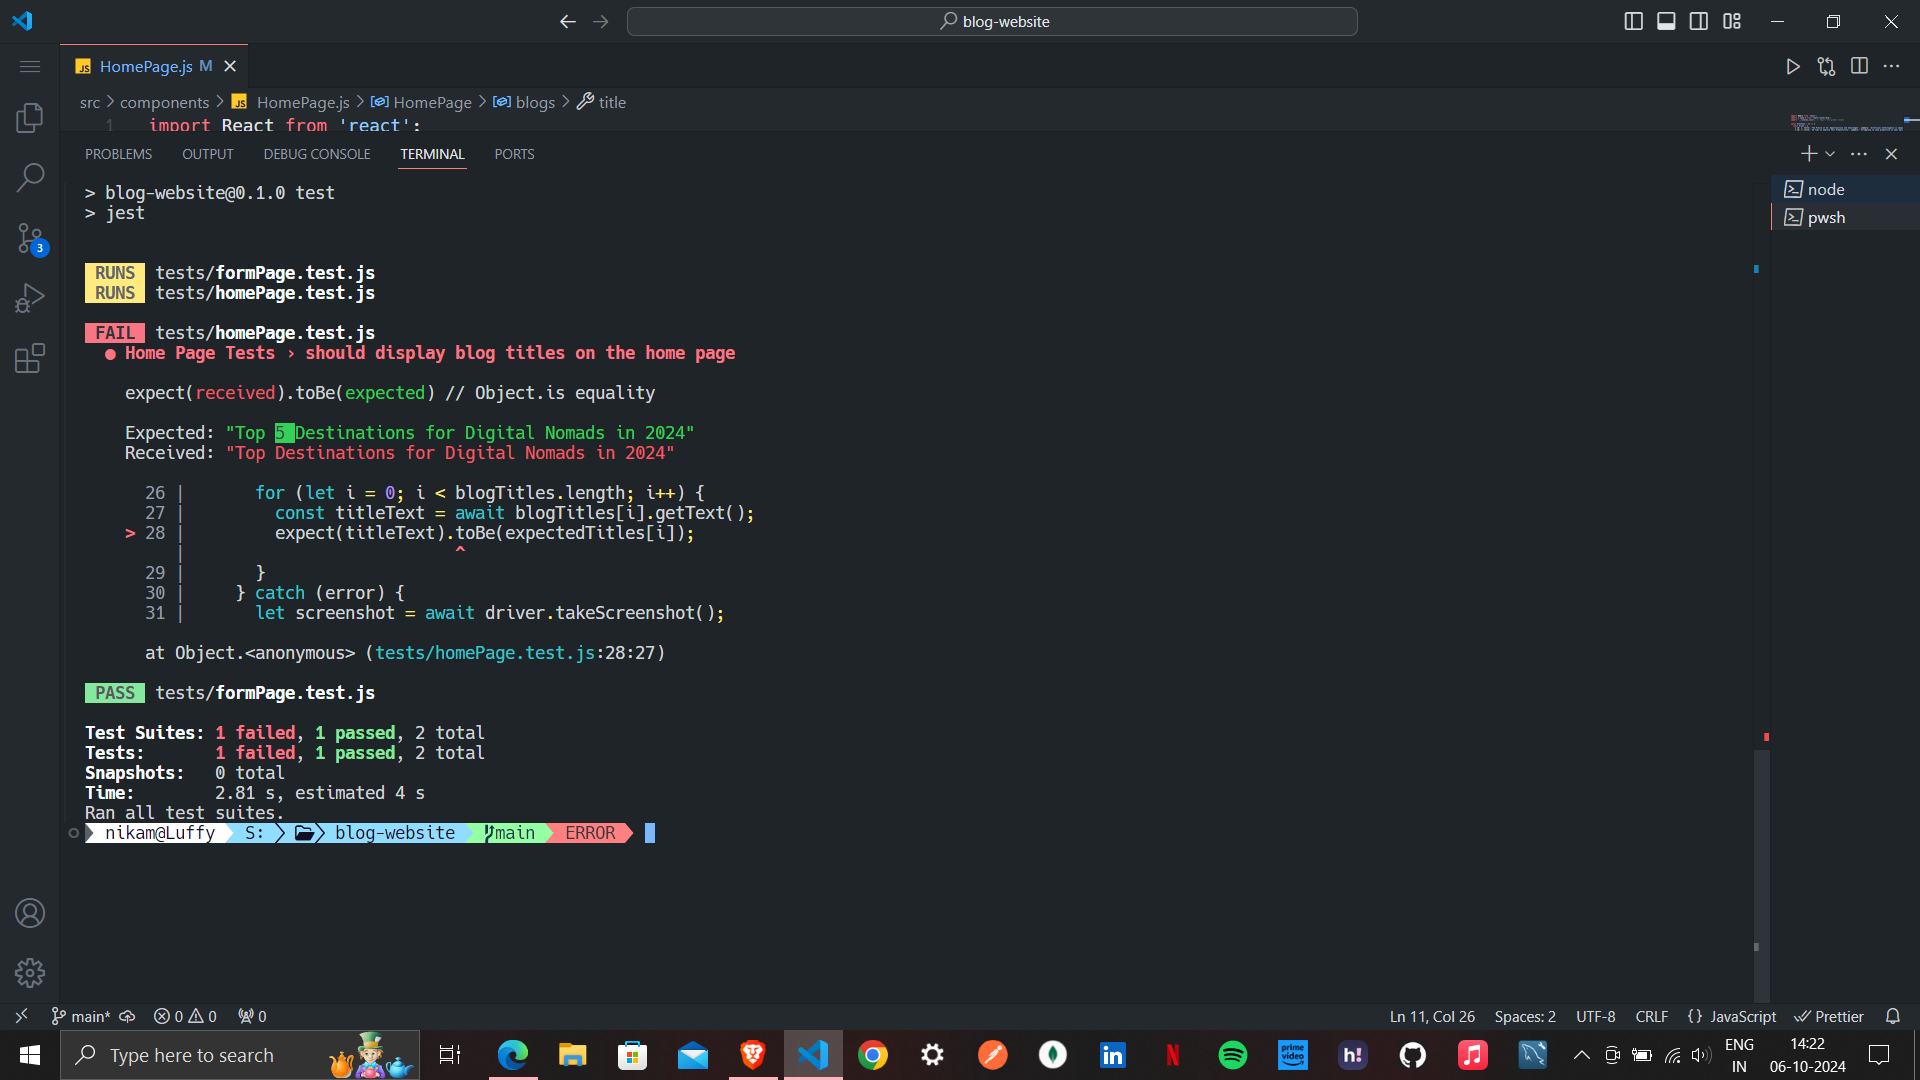 blog-website
JS HomePage.js M
src > components > JS HomePage.js > HomePage > blogs > title
1 import React from 'react';
PROBLEMS OUTPUT DEBUG CONSOLE TERMINAL PORTS
node
pwsh
> blog-website@0.1.0 test
> jest
RUNS tests/formPage.test.js
RUNS tests/homePage.test.js
FAIL tests/homePage.test.js
● Home Page Tests › should display blog titles on the home page
expect(received).toBe(expected) // Object.is equality
Expected: "Top 5 Destinations for Digital Nomads in 2024"
Received: "Top Destinations for Digital Nomads in 2024"
26 | for (let i = 0; i < blogTitles.length; i++) {
27 | const titleText = await blogTitles[i].getText();
> 28 | expect(titleText).toBe(expectedTitles[i]);
| ^
29 | }
30 | } catch (error) {
31 | let screenshot = await driver.takeScreenshot();
at Object.<anonymous> (tests/homePage.test.js:28:27)
PASS tests/formPage.test.js
Test Suites: 1 failed, 1 passed, 2 total
Tests: 1 failed, 1 passed, 2 total
Snapshots: 0 total
Time: 2.81 s, estimated 4 s
Ran all test suites.
nikam@Luffy S: blog-website main ERROR
3
main* 0 0 0 Ln 11, Col 26 Spaces: 2 UTF-8 CRLF {} JavaScript Prettier
Type here to search
in N prime video h!
ENG IN
14:22
06-10-2024